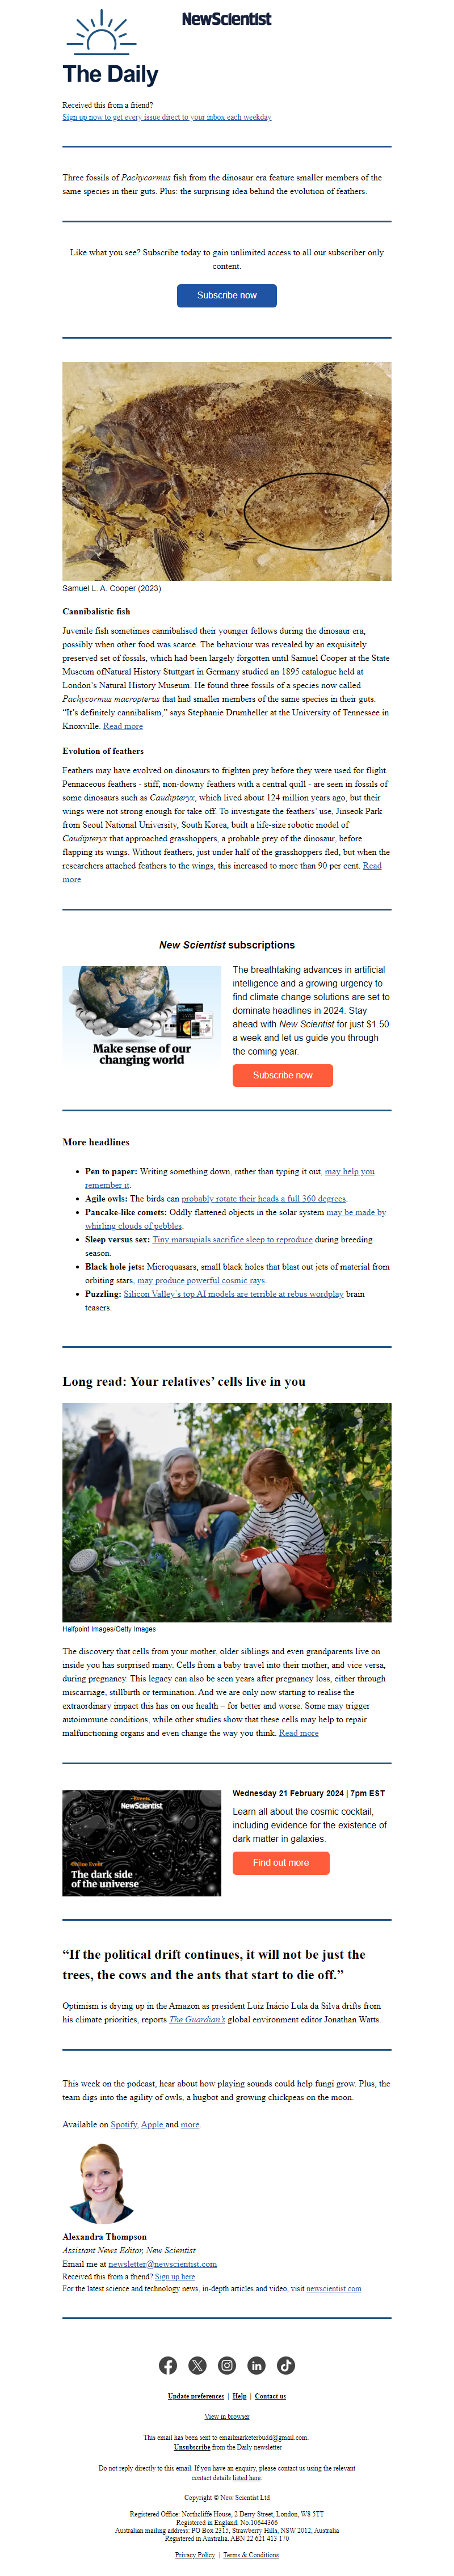 NewScientist
The Daily
Received this from a friend?
Sign up now to get every issue direct to your inbox each weekday
Three fossils of Pachycormus fish from the dinosaur era feature smaller members of the
same species in their guts. Plus: the surprising idea behind the evolution of feathers.
Like what you see? Subscribe today to gain unlimited access to all our subscriber only
content.
Subscribe now
Samuel L. A. Cooper (2023)
Cannibalistic fish
Juvenile fish sometimes cannibalised their younger fellows during the dinosaur era,
possibly when other food was scarce. The behaviour was revealed by an exquisitely
preserved set of fossils, which had been largely forgotten until Samuel Cooper at the State
Museum ofNatural History Stuttgart in Germany studied an 1895 catalogue held at
London's Natural History Museum. He found three fossils of a species now called
Pachycormus macropterus that had smaller members of the same species in their guts.
“It's definitely cannibalism,” says Stephanie Drumheller at the University of Tennessee in
Knoxville. Read more
Evolution of feathers
Feathers may have evolved on dinosaurs to frighten prey before they were used for flight.
Pennaceous feathers - stiff, non-downy feathers with a central quill - are seen in fossils of
some dinosaurs such as Caudipteryx, which lived about 124 million years ago, but their
wings were not strong enough for take off. To investigate the feathers' use, Jinseok Park
from Seoul National University, South Korea, built a life-size robotic model of
Caudipteryx that approached grasshoppers, a probable prey of the dinosaur, before
flapping its wings. Without feathers, just under half of the grasshoppers fled, but when the
researchers attached feathers to the wings, this increased to more than 90 per cent. Read
more
New Scientist subscriptions
Make sense of our
changing world
The breathtaking advances in artificial
intelligence and a growing urgency to
find climate change solutions are set to
dominate headlines in 2024. Stay
ahead with New Scientist for just $1.50
a week and let us guide you through
the coming year.
Subscribe now
More headlines
• Pen to paper: Writing something down, rather than typing it out, may help you
remember it.
• Agile owls: The birds can probably rotate their heads a full 360 degrees.
• Pancake-like comets: Oddly flattened objects in the solar system may be made by
whirling clouds of pebbles.
• Sleep versus sex: Tiny marsupials sacrifice sleep to reproduce during breeding
season.
• Black hole jets: Microquasars, small black holes that blast out jets of material from
orbiting stars, may produce powerful cosmic rays.
• Puzzling: Silicon Valley's top AI models are terrible at rebus wordplay brain
teasers.
Long read: Your relatives' cells live in you
Halfpoint Images/Getty Images
The discovery that cells from your mother, older siblings and even grandparents live on
inside you has surprised many. Cells from a baby travel into their mother, and vice versa,
during pregnancy. This legacy can also be seen years after pregnancy loss, either through
miscarriage, stillbirth or termination. And we are only now starting to realise the
extraordinary impact this has on our health – for better and worse. Some may trigger
autoimmune conditions, while other studies show that these cells may help to repair
malfunctioning organs and even change the way you think. Read more
Events
NewScientist
Online Event
The dark side
of the universe
Wednesday 21 February 2024 | 7pm EST
Learn all about the cosmic cocktail,
including evidence for the existence of
dark matter in galaxies.
Find out more
“If the political drift continues, it will not be just the
trees, the cows and the ants that start to die off.”
Optimism is drying up in the Amazon as president Luiz Inácio Lula da Silva drifts from
his climate priorities, reports The Guardian's global environment editor Jonathan Watts.
This week on the podcast, hear about how playing sounds could help fungi grow. Plus, the
team digs into the agility of owls, a hugbot and growing chickpeas on the moon.
Available on Spotify, Apple and more.
Alexandra Thompson
Assistant News Editor, New Scientist
Email me at newsletter@newscientist.com
Received this from a friend? Sign up here
For the latest science and technology news, in-depth articles and video, visit newscientist.com
Update preferences | Help | Contact us
View in browser
This email has been sent to emailmarketerbudd@gmail.com.
Unsubscribe from the Daily newsletter
Do not reply directly to this email. If you have an enquiry, please contact us using the relevant
contact details listed here.
Copyright © New Scientist Ltd
Registered Office: Northcliffe House, 2 Derry Street, London, W8 5TT
Registered in England. No.10644366
Australian mailing address: PO Box 2315, Strawberry Hills, NSW 2012, Australia
Registered in Australia. ABN 22 621 413 170
Privacy Policy | Terms & Conditions